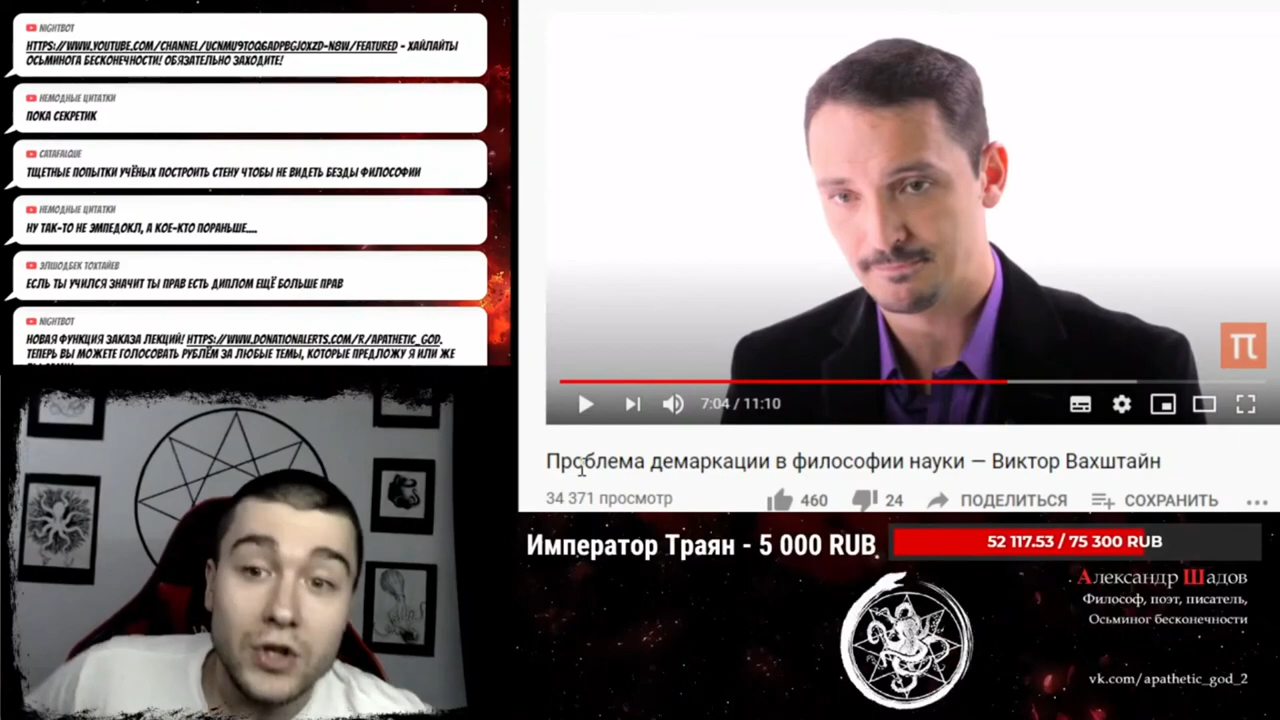 NIGHTBOT
HTTPS://WWW.YOUTUBE.COM/CHANNEL/UCNMU9TOQ6ADPBGJOXZD-N8W/FEATURED - ХАЙЛАЙТЫ
ОСЬМИНОГА БЕСКОНЕЧНОСТИ! ОБЯЗАТЕЛЬНО ЗАХОДИТЕ!
НЕМОДНЫЕ ЦИТАТКИ
ПОКА СЕКРЕТИК
CATAFALQUE
ТЩЕТНЫЕ ПОПЫТКИ УЧЁНЫХ ПОСТРОИТЬ СТЕНУ ЧТОБЫ НЕ ВИДЕТЬ БЕЗДЫ ФИЛОСОФИИ
НЕМОДНЫЕ ЦИТАТКИ
НУ ТАК-ТО НЕ ЭМПЕДОКЛ, А КОЕ-КТО ПОРАНЬШЕ....
ЭЛШОДБЕК ТОХТАЙЕВ
ЕСЛЬ ТЫ УЧИЛСЯ ЗНАЧИТ ТЫ ПРАВ ЕСТЬ ДИПЛОМ ЕЩЁ БОЛЬШЕ ПРАВ
NIGHTBOT
НОВАЯ ФУНКЦИЯ ЗАКАЗА ЛЕКЦИЙ! HTTPS://WWW.DONATIONALERTS.COM/R/APATHETIC_GOD.
ТЕПЕРЬ ВЫ МОЖЕТЕ ГОЛОСОВАТЬ РУБЛЁМ ЗА ЛЮБЫЕ ТЕМЫ, КОТОРЫЕ ПРЕДЛОЖУ Я ИЛИ ЖЕ
π
7:04 / 11:10
Проблема демаркации в философии науки — Виктор Вахштайн
34 371 просмотр
460
24
ПОДЕЛИТЬСЯ
СОХРАНИТЬ
Император Траян - 5 000 RUB
52 117.53 / 75 300 RUB
Александр Шадов
Философ, поэт, писатель,
Осьминог бесконечности
vk.com/apathetic_god_2